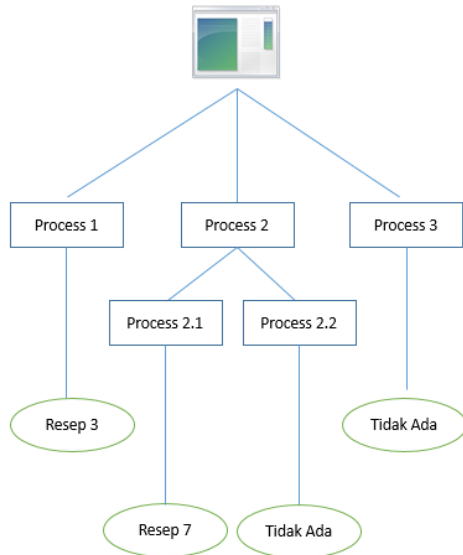 Process 1
Process 2
Process 3
Process 2.1
Process 2.2
Resep 3
Tidak Ada
Resep 7
Tidak Ada